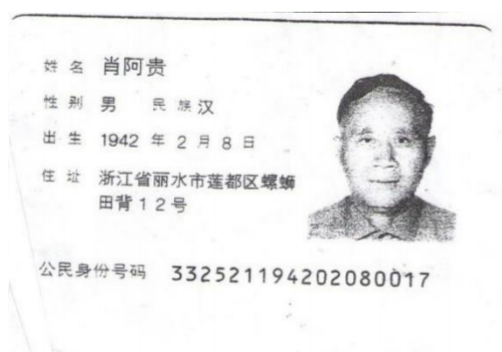 姓名 肖阿贵
性别 男 民族 汉
出生 1942 年 2 月 8 日
住址 浙江省丽水市莲都区螺蛳
田背12号
公民身份号码 332521194202080017